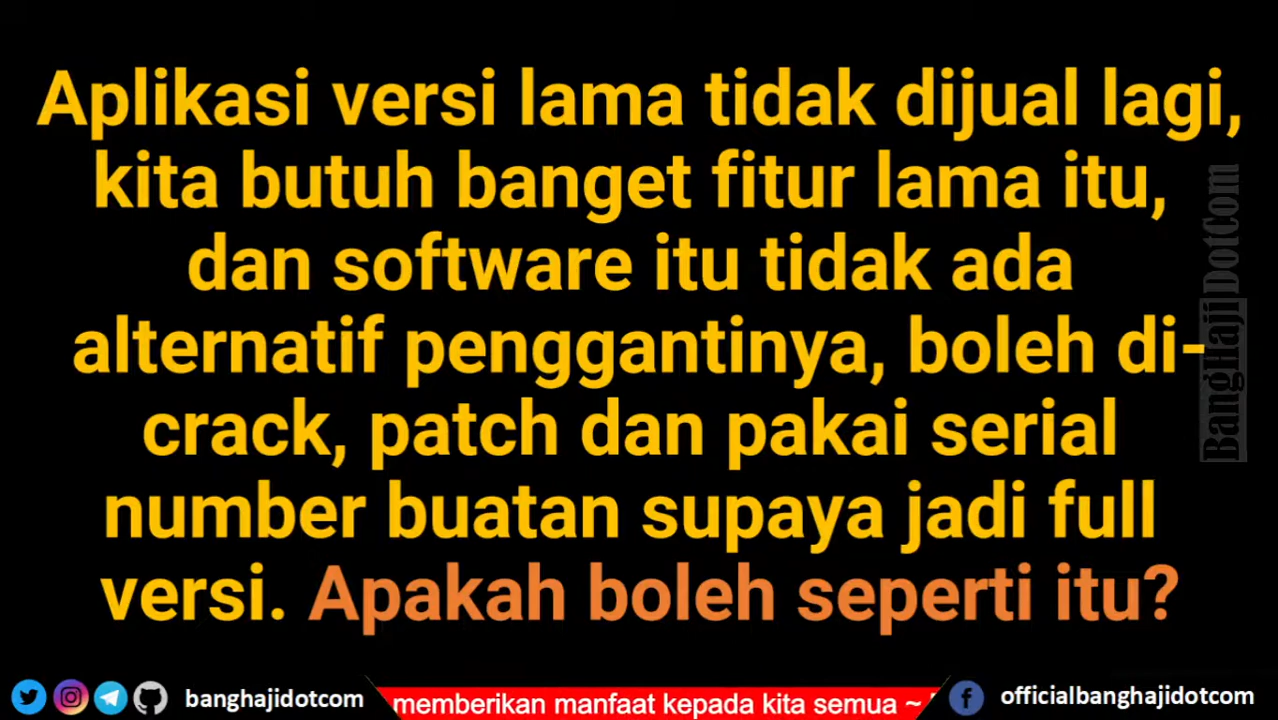 Aplikasi versi lama tidak dijual lagi,
kita butuh banget fitur lama itu,
dan software itu tidak ada
alternatif penggantinya, boleh di-
crack, patch dan pakai serial
number buatan supaya jadi full
versi. Apakah boleh seperti itu?
BangHajiDotCom
banghajidotcom
memberikan manfaat kepada kita semua ~
officialbanghajidotcom